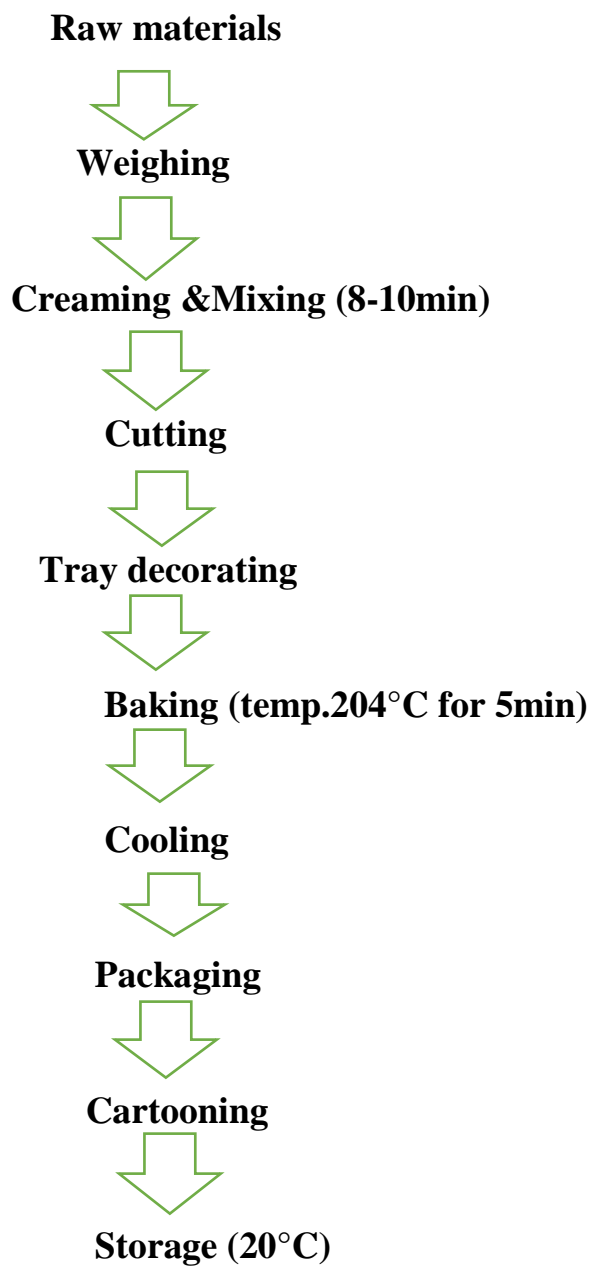 Raw materials
Weighing
Creaming &Mixing (8-10min)
Cutting
Tray decorating
Baking (temp.204°C for 5min)
Cooling
Packaging
Cartooning
Storage (20°C)